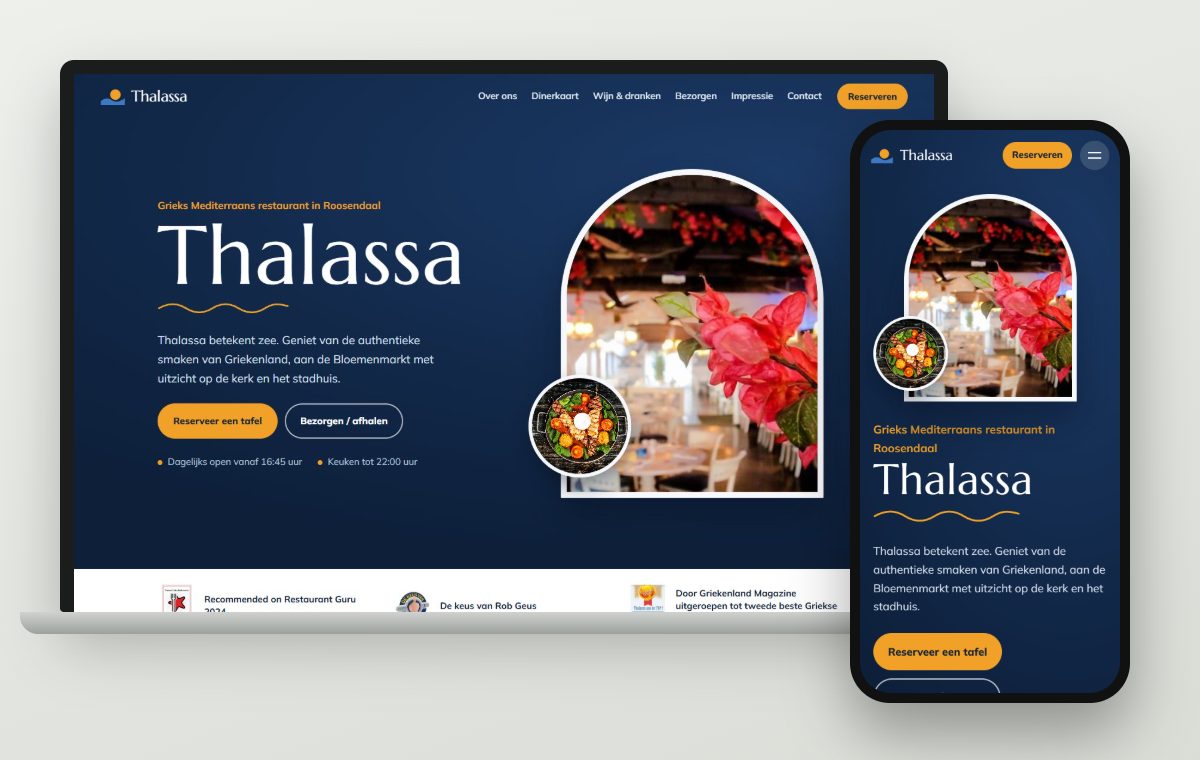 Thalassa
Over ons Dinerkaart Wijn & dranken Bezorgen Impressie Contact Reserveren
Grieks Mediterraans restaurant in Roosendaal
Thalassa
Thalassa betekent zee. Geniet van de authentieke
smaken van Griekenland, aan de Bloemenmarkt met
uitzicht op de kerk en het stadhuis.
Reserveer een tafel Bezorgen / afhalen
Dagelijks open vanaf 16:45 uur Keuken tot 22:00 uur
Recommended on Restaurant Guru
2024
De keus van Rob Geus
Door Griekenland Magazine
uitgeroepen tot tweede beste Griekse
Thalassa Reserveren
Grieks Mediterraans restaurant in
Roosendaal
Thalassa
Thalassa betekent zee. Geniet van de
authentieke smaken van Griekenland, aan de
Bloemenmarkt met uitzicht op de kerk en het
stadhuis.
Reserveer een tafel